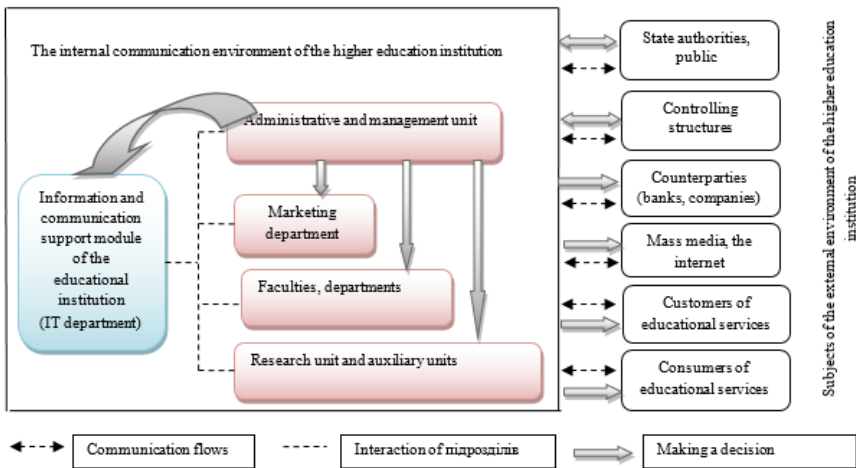 The internal communication environment of the higher education institution
Administrative and management unit
Information and
communication
support module
of the
educational
institution
(IT department)
Marketing
department
Faculties, departments
Research unit and auxiliary units
State authorities,
public
Controlling
structures
Counterparties
(banks, companies)
Mass media, the
internet
Customers of
educational services
Consumers of
educational services
Subjects of the external environment of the higher education
institution
Communication flows
Interaction of підрозділів
Making a decision